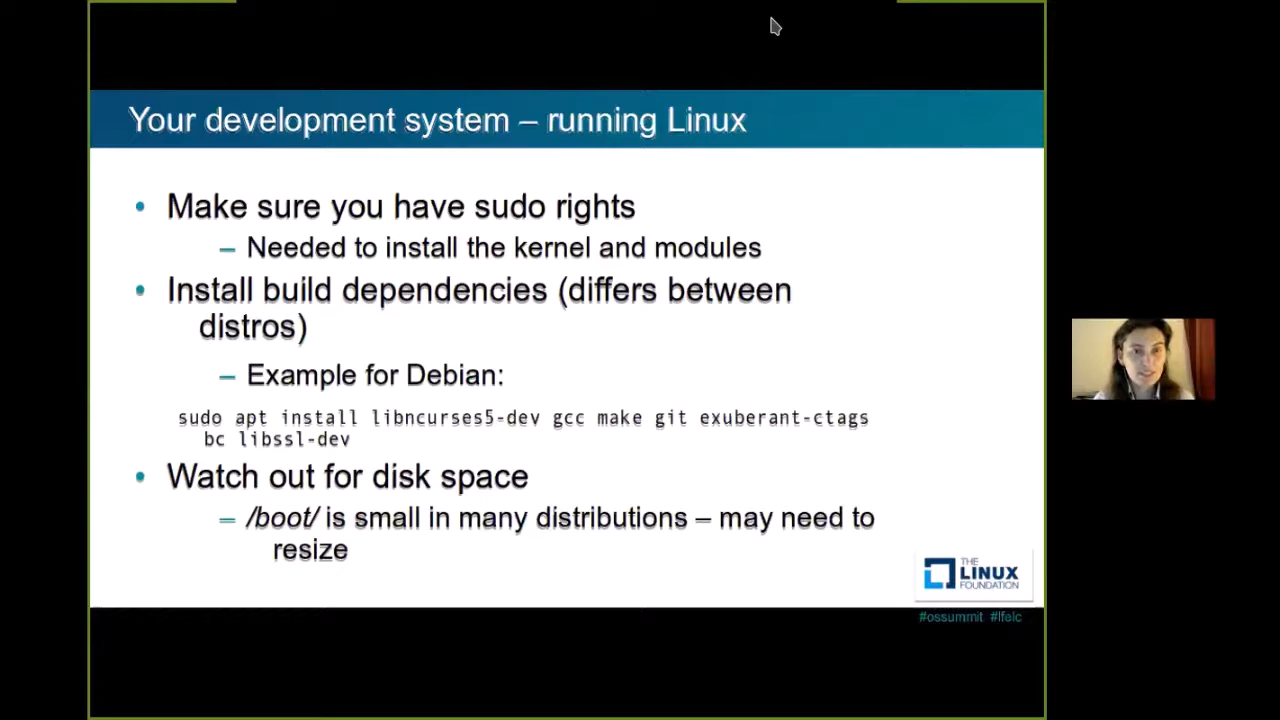 Your development system – running Linux
• Make sure you have sudo rights
– Needed to install the kernel and modules
• Install build dependencies (differs between
distros)
– Example for Debian:
sudo apt install libncurses5-dev gcc make git exuberant-ctags
bc libssl-dev
• Watch out for disk space
– /boot/ is small in many distributions – may need to
resize
THE
LINUX
FOUNDATION
#ossummit #lfelc